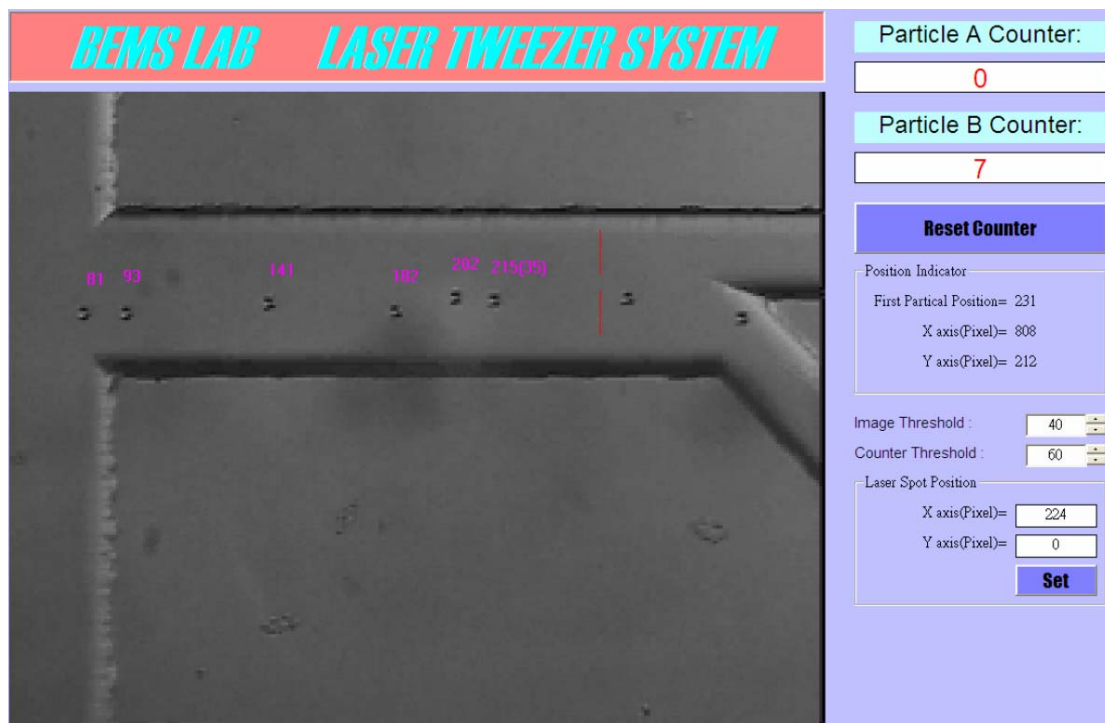 BEMS LAB LASER TWEEZER SYSTEM
Particle A Counter:
0
Particle B Counter:
7
Reset Counter
Position Indicator
First Partical Position= 231
X axis(Pixel)= 808
Y axis(Pixel)= 212
Image Threshold : 40
Counter Threshold : 60
Laser Spot Position
X axis(Pixel)= 224
Y axis(Pixel)= 0
Set
81 93 141 182 202 215(35)